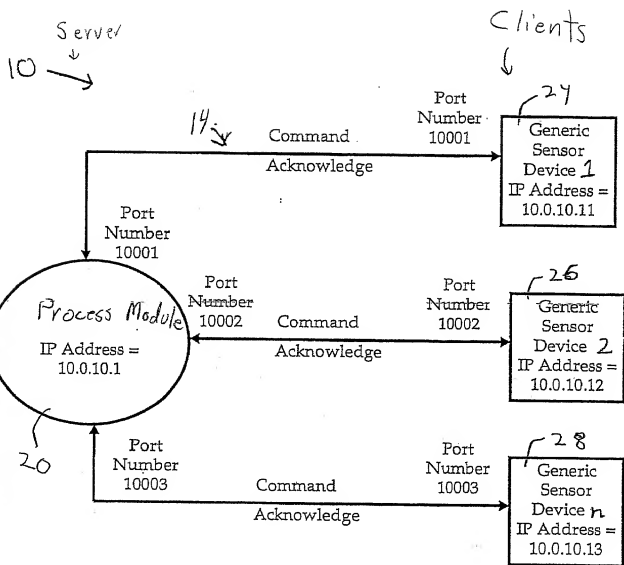 Server
10
Clients
14
24
Port
Number
10001
Command
Acknowledge
Port
Number
10001
Generic
Sensor
Device 1
IP Address =
10.0.10.11
Process Module
IP Address =
10.0.10.1
20
Port
Number
10002
Command
Acknowledge
Port
Number
10002
26
Generic
Sensor
Device 2
IP Address =
10.0.10.12
Port
Number
10003
Command
Acknowledge
Port
Number
10003
28
Generic
Sensor
Device n
IP Address =
10.0.10.13